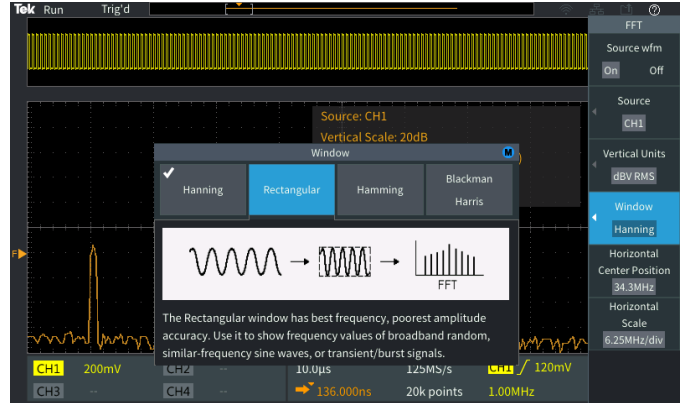 Tek Run Trig'd
FFT
Source wfm
On Off
Source
CH1
Vertical Units
dBV RMS
Window
Hanning
Horizontal
Center Position
34.3MHz
Horizontal
Scale
6.25MHz/div
Source: CH1
Vertical Scale: 20dB
Window M
Hanning
Rectangular
Hamming
Blackman
Harris
FFT
The Rectangular window has best frequency, poorest amplitude
accuracy. Use it to show frequency values of broadband random,
similar-frequency sine waves, or transient/burst signals.
F
CH1 200mV CH2 -- 10.0µs 125MS/s CH1 120mV
CH3 -- CH4 -- 136.000ns 20k points 1.00MHz